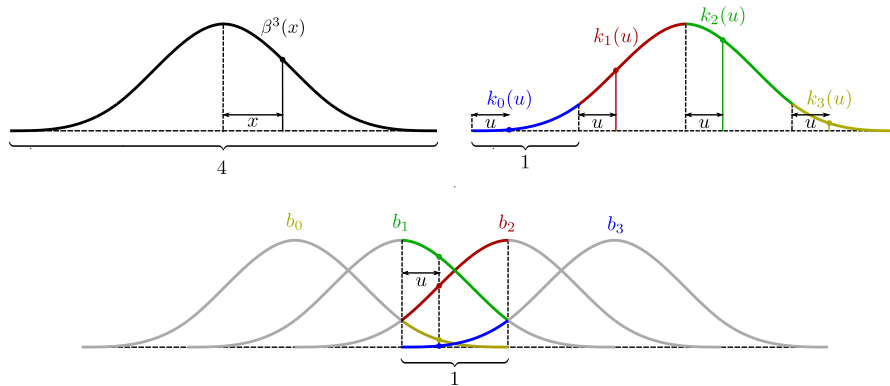 β³(x)
x
4
k₀(u)
k₁(u)
k₂(u)
k₃(u)
u
u
u
u
1
b₀
b₁
b₂
b₃
u
1